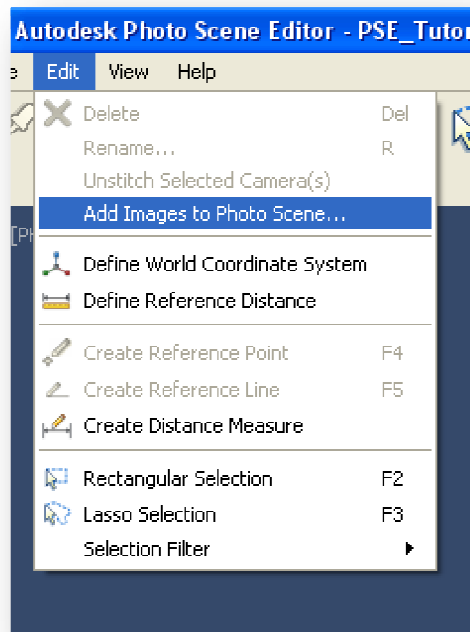 Autodesk Photo Scene Editor - PSE_Tutor
e Edit View Help
Delete Del
Rename... R
Unstitch Selected Camera(s)
Add Images to Photo Scene...
[Ph
Define World Coordinate System
Define Reference Distance
Create Reference Point F4
Create Reference Line F5
Create Distance Measure
Rectangular Selection F2
Lasso Selection F3
Selection Filter